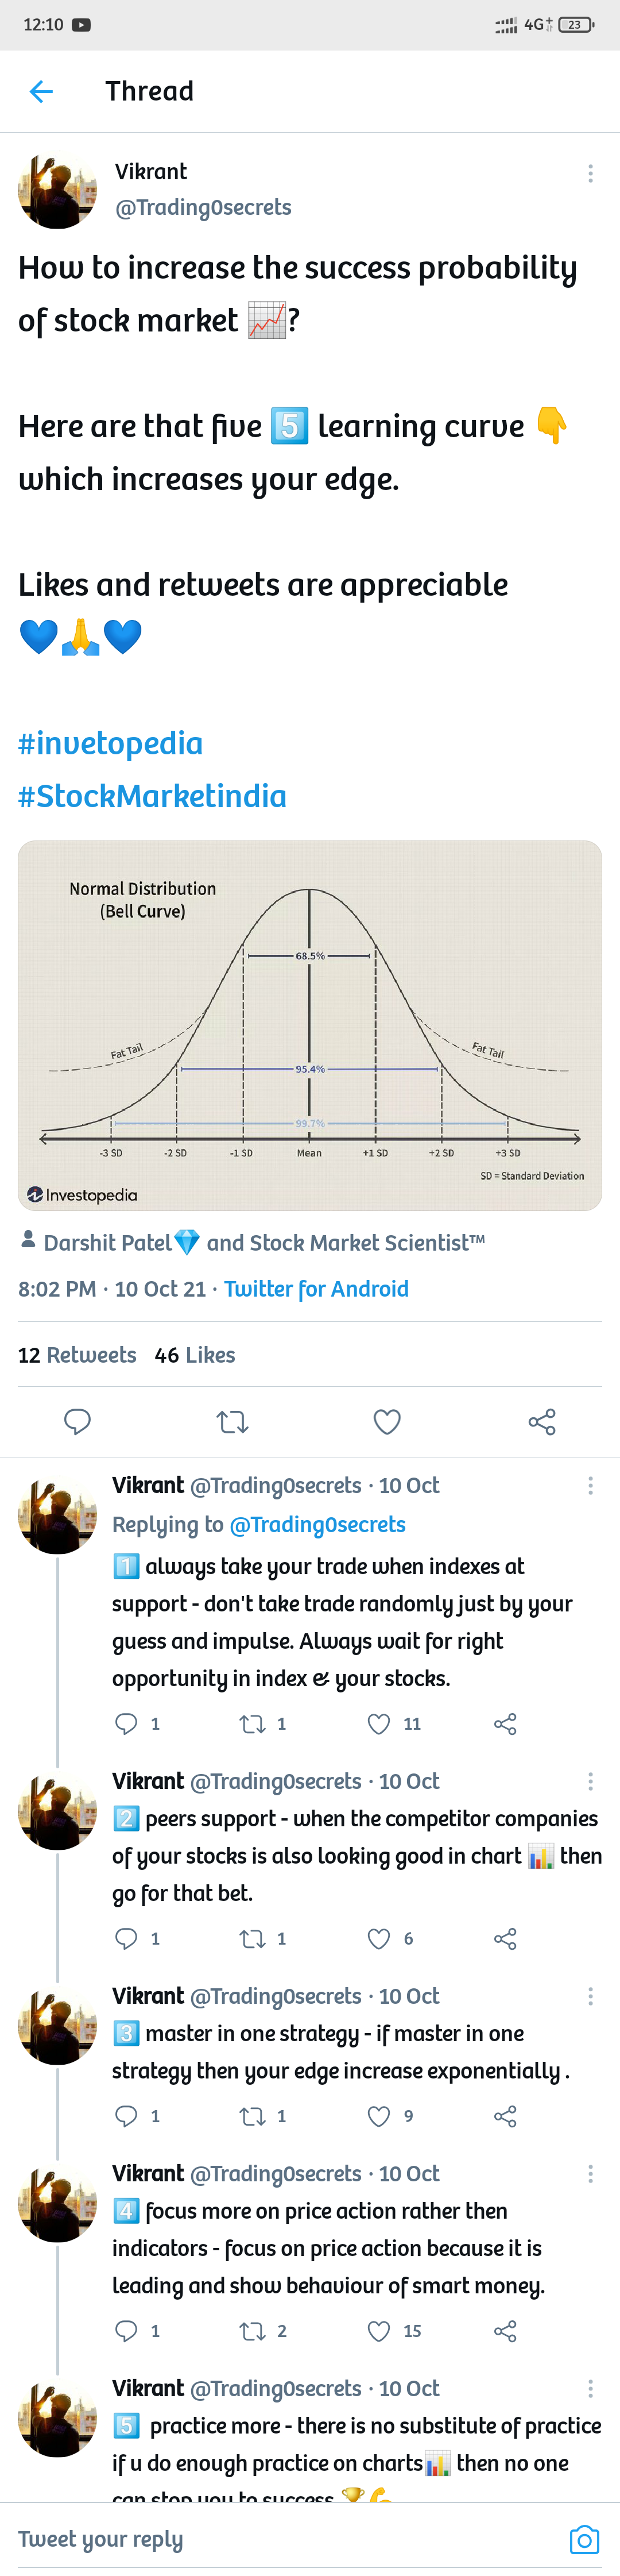 12:10 4G+ 23
Thread
Vikrant
@Trading0secrets
How to increase the success probability
of stock market 📈?
Here are that five 5️⃣ learning curve 👇
which increases your edge.
Likes and retweets are appreciable
💙🙏💙
#invetopedia
#StockMarketindia
Normal Distribution
(Bell Curve)
68.5%
Fat Tail
Fat Tail
95.4%
99.7%
-3 SD -2 SD -1 SD Mean +1 SD +2 SD +3 SD
SD = Standard Deviation
Investopedia
Darshit Patel💎 and Stock Market Scientist™
8:02 PM · 10 Oct 21 · Twitter for Android
12 Retweets 46 Likes
Vikrant @Trading0secrets · 10 Oct
Replying to @Trading0secrets
1️⃣ always take your trade when indexes at
support - don't take trade randomly just by your
guess and impulse. Always wait for right
opportunity in index & your stocks.
1 1 11
Vikrant @Trading0secrets · 10 Oct
2️⃣ peers support - when the competitor companies
of your stocks is also looking good in chart 📊 then
go for that bet.
1 1 6
Vikrant @Trading0secrets · 10 Oct
3️⃣ master in one strategy - if master in one
strategy then your edge increase exponentially .
1 1 9
Vikrant @Trading0secrets · 10 Oct
4️⃣ focus more on price action rather then
indicators - focus on price action because it is
leading and show behaviour of smart money.
1 2 15
Vikrant @Trading0secrets · 10 Oct
5️⃣ practice more - there is no substitute of practice
if u do enough practice on charts📊 then no one
can stop you to success 🏆💪
Tweet your reply